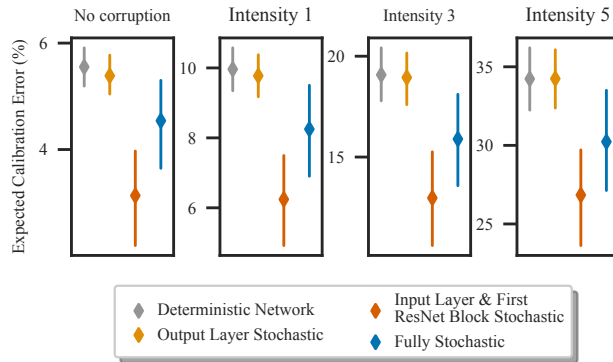 No corruption
Intensity 1
Intensity 3
Intensity 5
Expected Calibration Error (%)
6
4
10
8
6
20
15
35
30
25
Deterministic Network
Output Layer Stochastic
Input Layer & First
ResNet Block Stochastic
Fully Stochastic